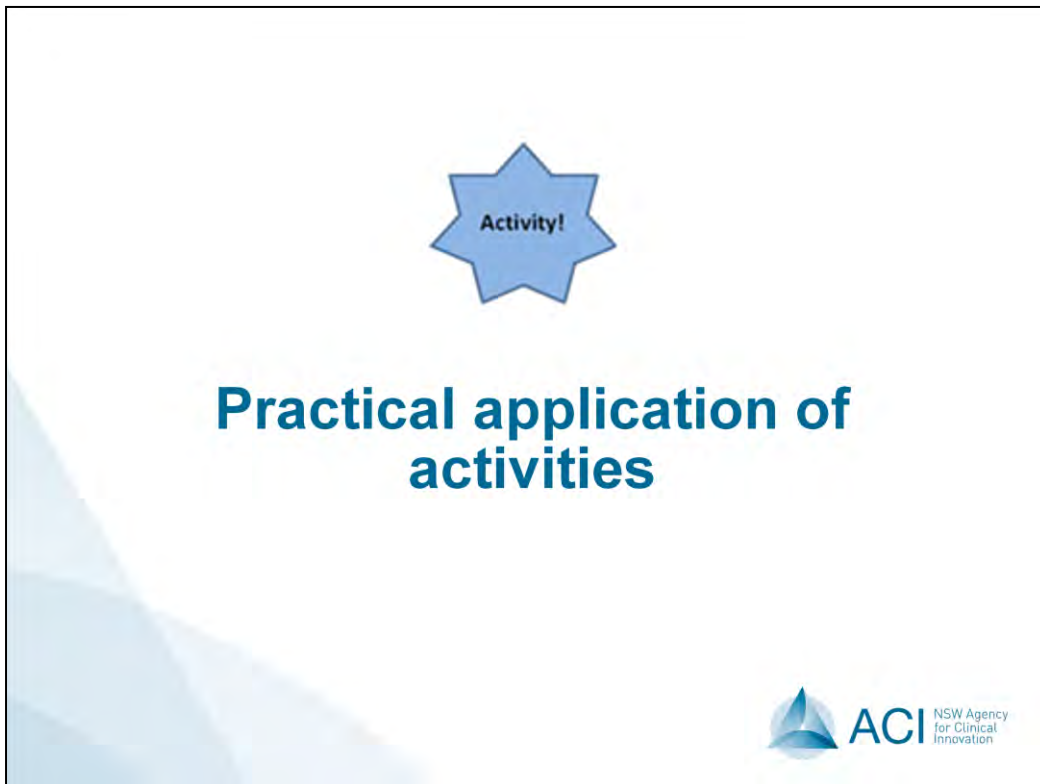 Activity!
Practical application of
activities
ACI
NSW Agency
for Clinical
Innovation